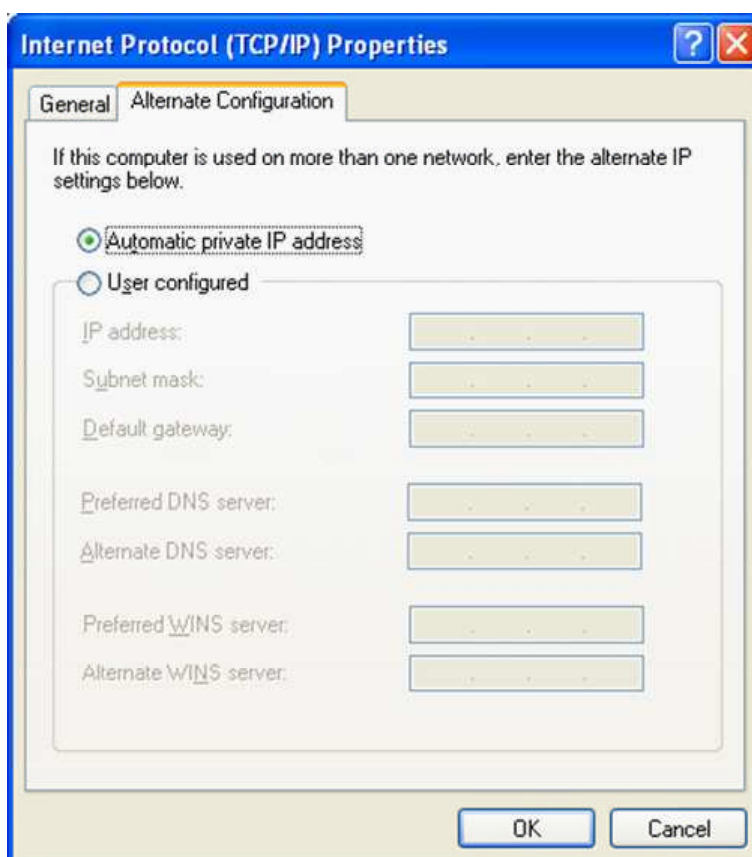 Internet Protocol (TCP/IP) Properties
General
Alternate Configuration
If this computer is used on more than one network, enter the alternate IP
settings below.
Automatic private IP address
User configured
IP address:
Subnet mask:
Default gateway:
Preferred DNS server:
Alternate DNS server:
Preferred WINS server:
Alternate WINS server:
OK
Cancel